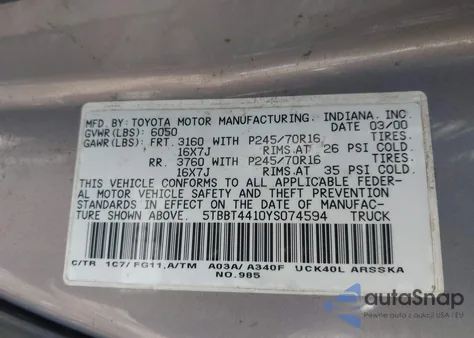 MFD. BY: TOYOTA MOTOR MANUFACTURING, INDIANA, INC.
GVWR(LBS): 6050 DATE: 03/00
GAWR(LBS): FRT. 3160 WITH P245/70R16 TIRES
16X7J RIMS.AT 26 PSI COLD.
RR. 3760 WITH P245/70R16 TIRES
16X7J RIMS.AT 35 PSI COLD.
THIS VEHICLE CONFORMS TO ALL APPLICABLE FEDER-
AL MOTOR VEHICLE SAFETY AND THEFT PREVENTION
STANDARDS IN EFFECT ON THE DATE OF MANUFAC-
TURE SHOWN ABOVE. 5TBBT4410YS074594 TRUCK
C/TR 1C7/FG11,A/TM A03A/A340F UCK40L ARSSKA
NO.985
autoSnap
Pewne auto z USA i EU